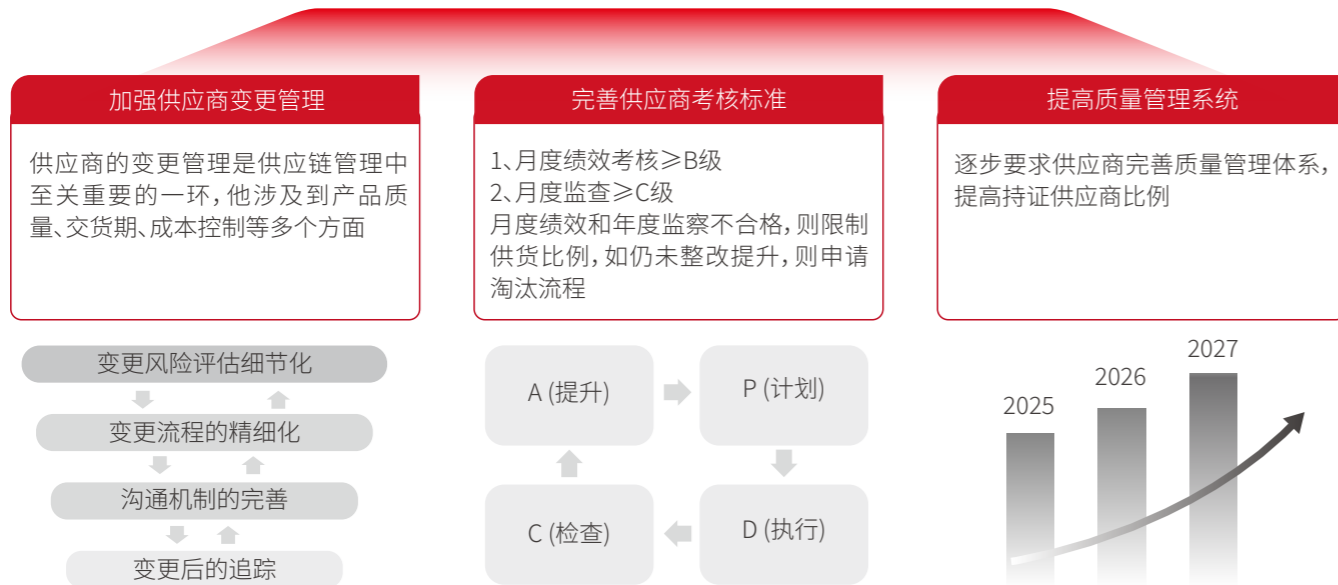 加强供应商变更管理
供应商的变更管理是供应链管理中
至关重要的一环，他涉及到产品质
量、交货期、成本控制等多个方面
变更风险评估细节化
变更流程的精细化
沟通机制的完善
变更后的追踪
完善供应商考核标准
1、月度绩效考核≥B级
2、月度监查≥C级
月度绩效和年度监察不合格，则限制
供货比例，如仍未整改提升，则申请
淘汰流程
A (提升)
P (计划)
C (检查)
D (执行)
提高质量管理系统
逐步要求供应商完善质量管理体系，
提高持证供应商比例
2025
2026
2027